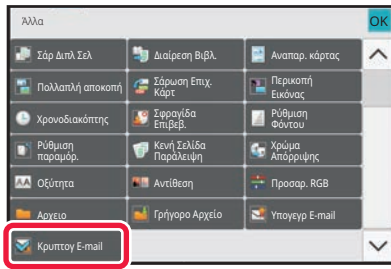 Άλλα
OK
Σάρ Διπλ Σελ
Διαίρεση Βιβλ.
Αναπαρ. κάρτας
Πολλαπλή αποκοπή
Σάρωση Επιχ.
Κάρτ
Περικοπή
Εικόνας
Χρονοδιακόπτης
Σφραγίδα
Επιβεβ.
Ρύθμιση
Φόντου
Ρύθμιση
παραμόρ.
Κενή Σελίδα
Παράλειψη
Χρώμα
Απόρριψης
AA Οξύτητα
Αντίθεση
Προσαρ. RGB
Αρχειο
Γρήγορο Αρχείο
Υπογεγρ E-mail
Κρυπτογ E-mail